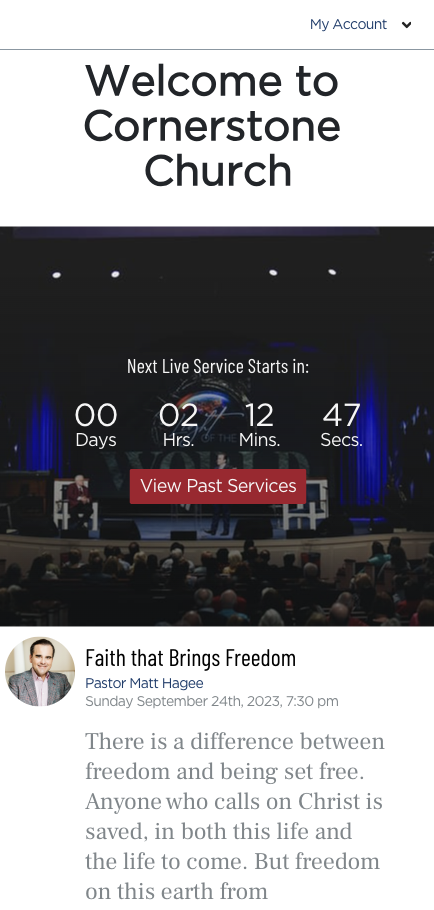 My Account
Welcome to
Cornerstone
Church
Next Live Service Starts in:
00 02 12 47
Days Hrs. Mins. Secs.
OF THE
WORLD
View Past Services
Faith that Brings Freedom
Pastor Matt Hagee
Sunday September 24th, 2023, 7:30 pm
There is a difference between
freedom and being set free.
Anyone who calls on Christ is
saved, in both this life and
the life to come. But freedom
on this earth from